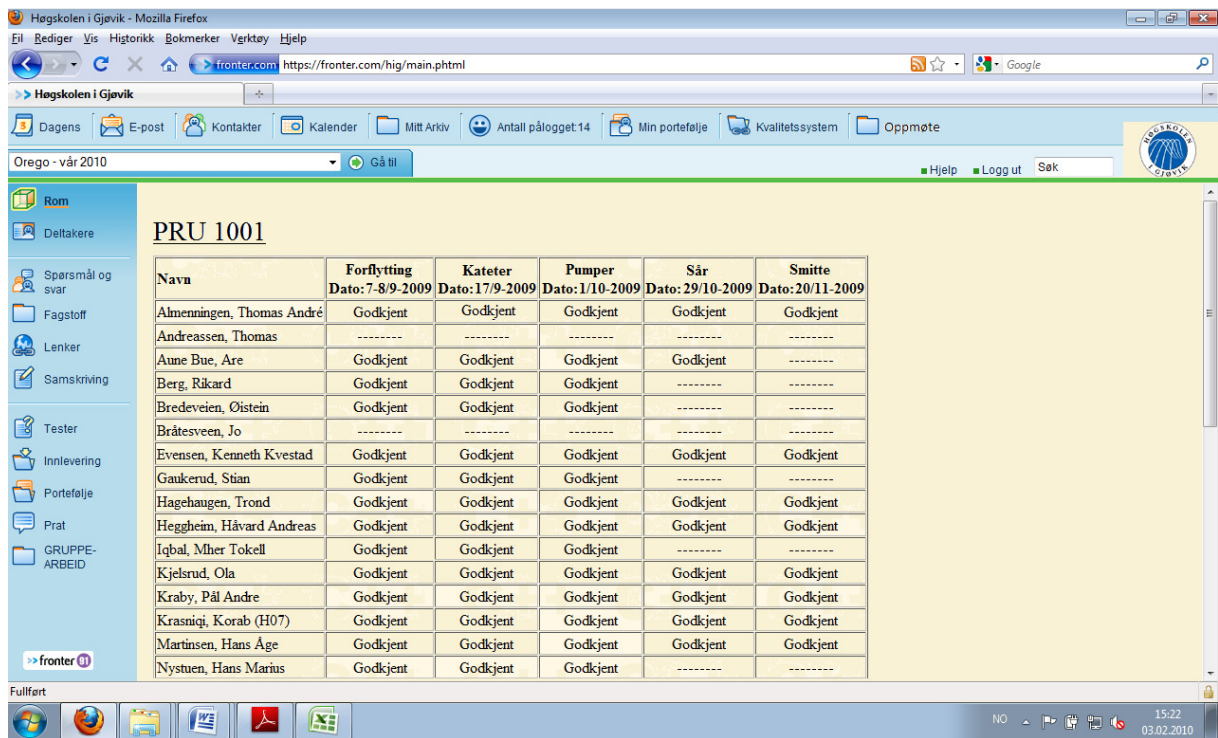 Høgskolen i Gjøvik - Mozilla Firefox
Fil Rediger Vis Historikk Bokmerker Verktøy Hjelp
fronter.com https://fronter.com/hig/main.phtml Google
Høgskolen i Gjøvik
Dagens E-post Kontakter Kalender Mitt Arkiv Antall pålogget:14 Min portefølje Kvalitetssystem Oppmøte
Orego - vår 2010 Gå til Hjelp Logg ut Søk
HØGSKOLEN I GJØVIK
Rom
Deltakere
Spørsmål og
svar
Fagstoff
Lenker
Samskriving
Tester
Innlevering
Portefølje
Prat
GRUPPE-
ARBEID
fronter 91
PRU 1001
Navn Forflytting Dato:7-8/9-2009 Kateter Dato:17/9-2009 Pumper Dato:1/10-2009 Sår Dato:29/10-2009 Smitte Dato:20/11-2009
Almenningen, Thomas André Godkjent Godkjent Godkjent Godkjent Godkjent
Andreassen, Thomas -------- -------- -------- -------- --------
Aune Bue, Are Godkjent Godkjent Godkjent Godkjent --------
Berg, Rikard Godkjent Godkjent Godkjent -------- --------
Bredeveien, Øistein Godkjent Godkjent Godkjent -------- --------
Bråtesveen, Jo -------- -------- -------- -------- --------
Evensen, Kenneth Kvestad Godkjent Godkjent Godkjent Godkjent Godkjent
Gaukerud, Stian Godkjent Godkjent Godkjent -------- --------
Hagehaugen, Trond Godkjent Godkjent Godkjent Godkjent Godkjent
Heggheim, Håvard Andreas Godkjent Godkjent Godkjent Godkjent Godkjent
Iqbal, Mher Tokell Godkjent Godkjent Godkjent -------- --------
Kjelsrud, Ola Godkjent Godkjent Godkjent Godkjent Godkjent
Kraby, Pål Andre Godkjent Godkjent Godkjent Godkjent Godkjent
Krasniqi, Korab (H07) Godkjent Godkjent Godkjent Godkjent Godkjent
Martinsen, Hans Åge Godkjent Godkjent Godkjent Godkjent Godkjent
Nystuen, Hans Marius Godkjent Godkjent Godkjent -------- --------
Fullført
NO 15:22
03.02.2010